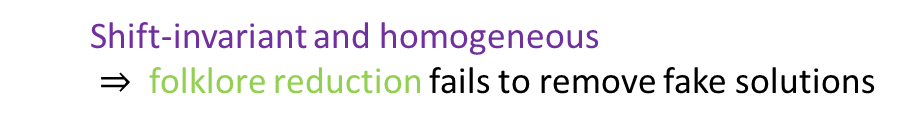 Shift-invariant and homogeneous
⇒ folklore reduction fails to remove fake solutions